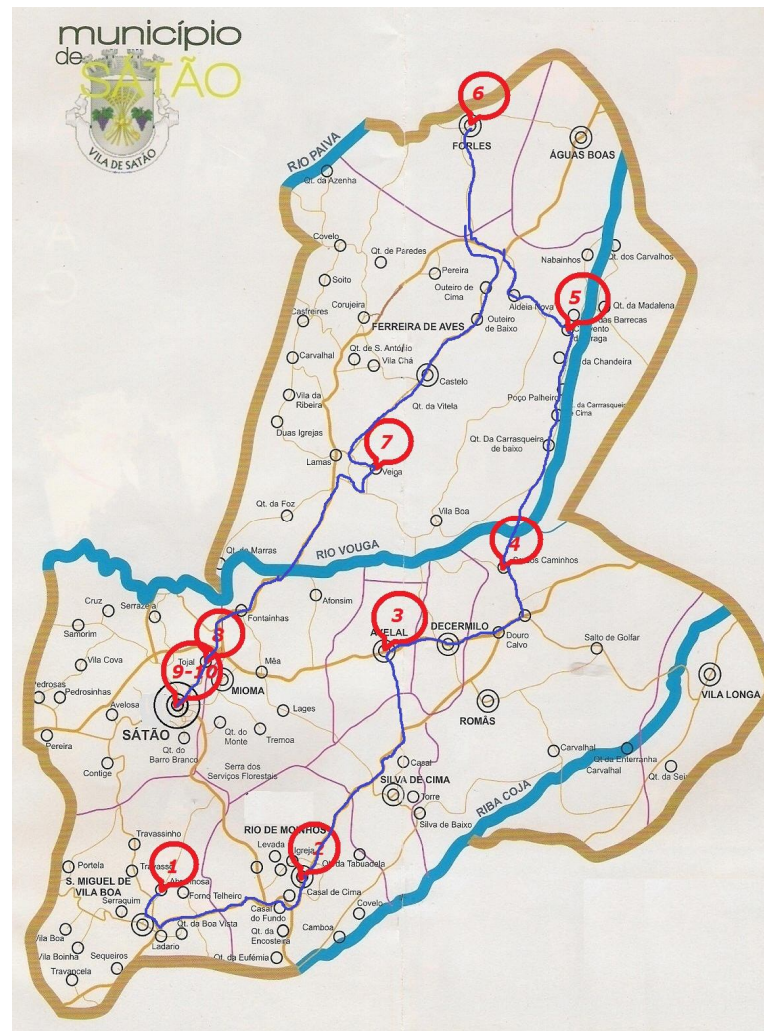 município
de
SÁTÃO
VILA DE SATÃO
6
FORLES
ÁGUAS BOAS
RIO PAIVA
Qt. da Azenha
Covelo
Qt. de Paredes
Nabainhos
Qt. dos Carvalhos
Soito
Pereira
Outeiro de
Cima
Aldeia Nova
5
Qt. da Madalena
Casfreires
Corujeira
FERREIRA DE AVES
Outeiro
de Baixo
das Barrecas
Carvalhal
Qt. de S. António
Vila Chã
da Chandeira
Castelo
Poço Palheiro
Vila da
Ribeira
Qt. da Vitela
da Carrasqueira
de Cima
Duas Igrejas
7
Qt. Da Carrasqueira
de baixo
Lamas
Veiga
Qt. da Foz
Vila Boa
Qt. de Marras
RIO VOUGA
4
Cruz
Serrazela
Fontainhas
Afonsim
3
Samorim
8
AVELAL
DECERMILO
Douro
Calvo
Salto de Golfar
Vila Cova
Tojal
Mêa
9-10
MIOMA
VILA LONGA
Pedrosas
Pedrosinhas
Avelosa
Lages
ROMÃS
SÁTÃO
Qt. do
Monte
Tremoa
Pereira
Qt. do
Barro Branco
Contige
Serra dos
Serviços Florestais
Casal
Carvalhal
Qt da Enterranha
Carvalhal
SILVA DE CIMA
Torre
Silva de Baixo
RIBA COJA
Travassinho
RIO DE MOINHOS
Levada
Igreja
2
Qt. da Tabuadela
Portela
1
S. MIGUEL DE
VILA BOA
Forno Telheiro
Casal de Cima
Serraquim
Casal
do Fundo
Covelo
Qt. da Boa Vista
Qt. da
Encosteira
Camboa
Vila Boa
Ladario
Vila Boinha
Sequeiros
Qt. da Eufémia
Travancela